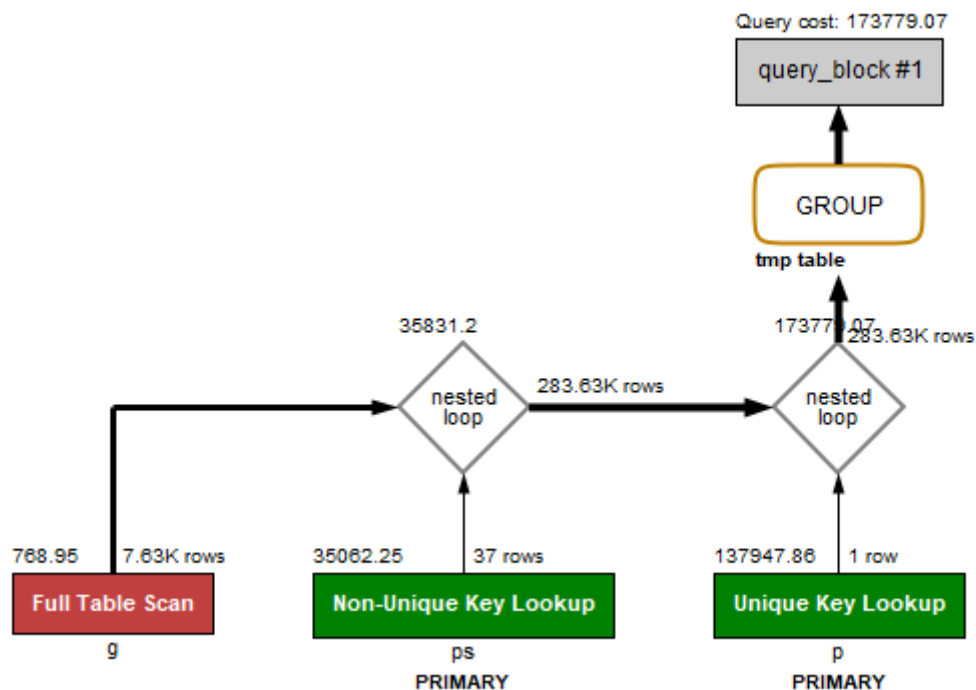 Query cost: 173779.07
query_block #1
GROUP
tmp table
35831.2
173779.07
283.63K rows
nested
loop
283.63K rows
nested
loop
768.95
7.63K rows
35062.25
37 rows
137947.86
1 row
Full Table Scan
Non-Unique Key Lookup
Unique Key Lookup
g
ps
p
PRIMARY
PRIMARY